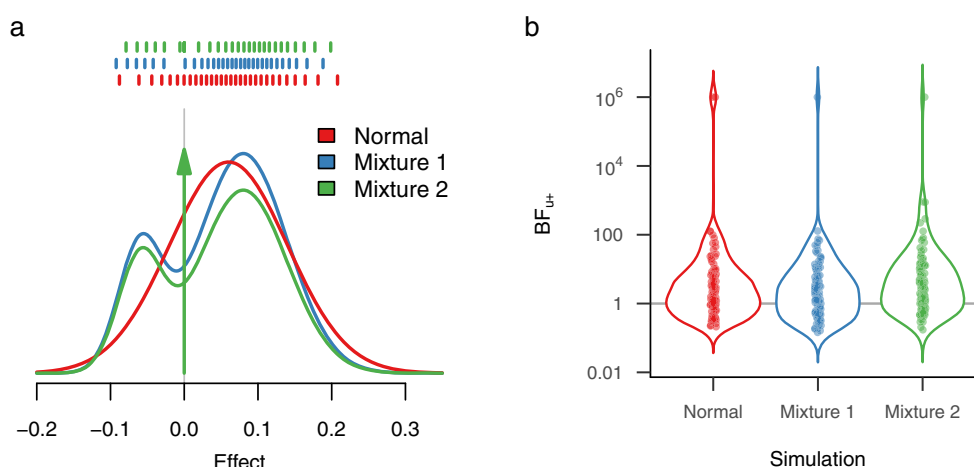 a
Normal
Mixture 1
Mixture 2
−0.2 −0.1 0.0 0.1 0.2 0.3
Effect
b
10⁶
10⁴
100
1
0.01
BFu+
Normal Mixture 1 Mixture 2
Simulation